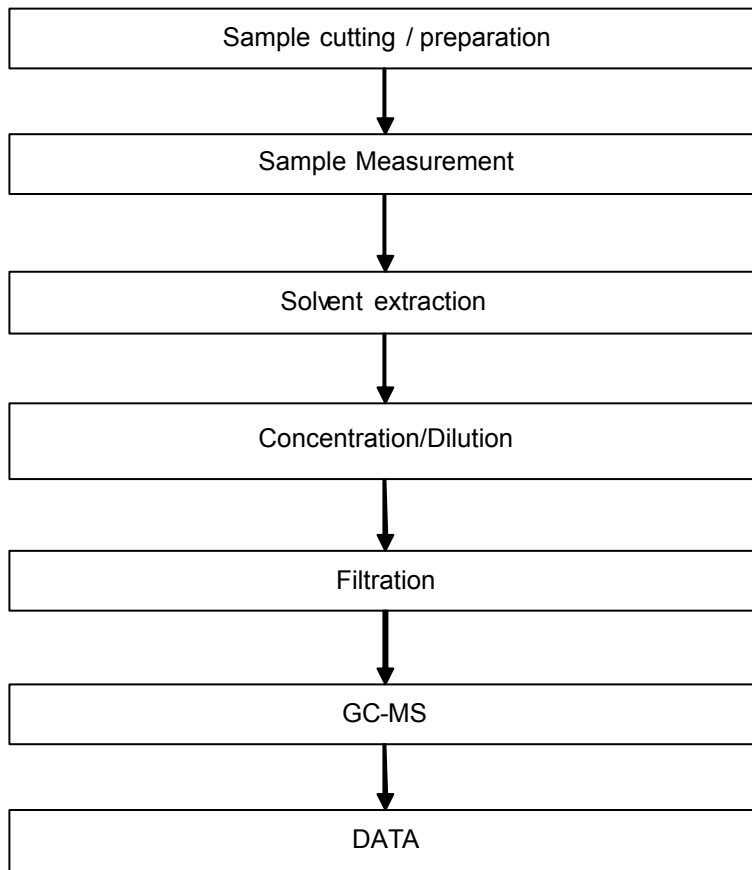 Sample cutting / preparation
Sample Measurement
Solvent extraction
Concentration/Dilution
Filtration
GC-MS
DATA